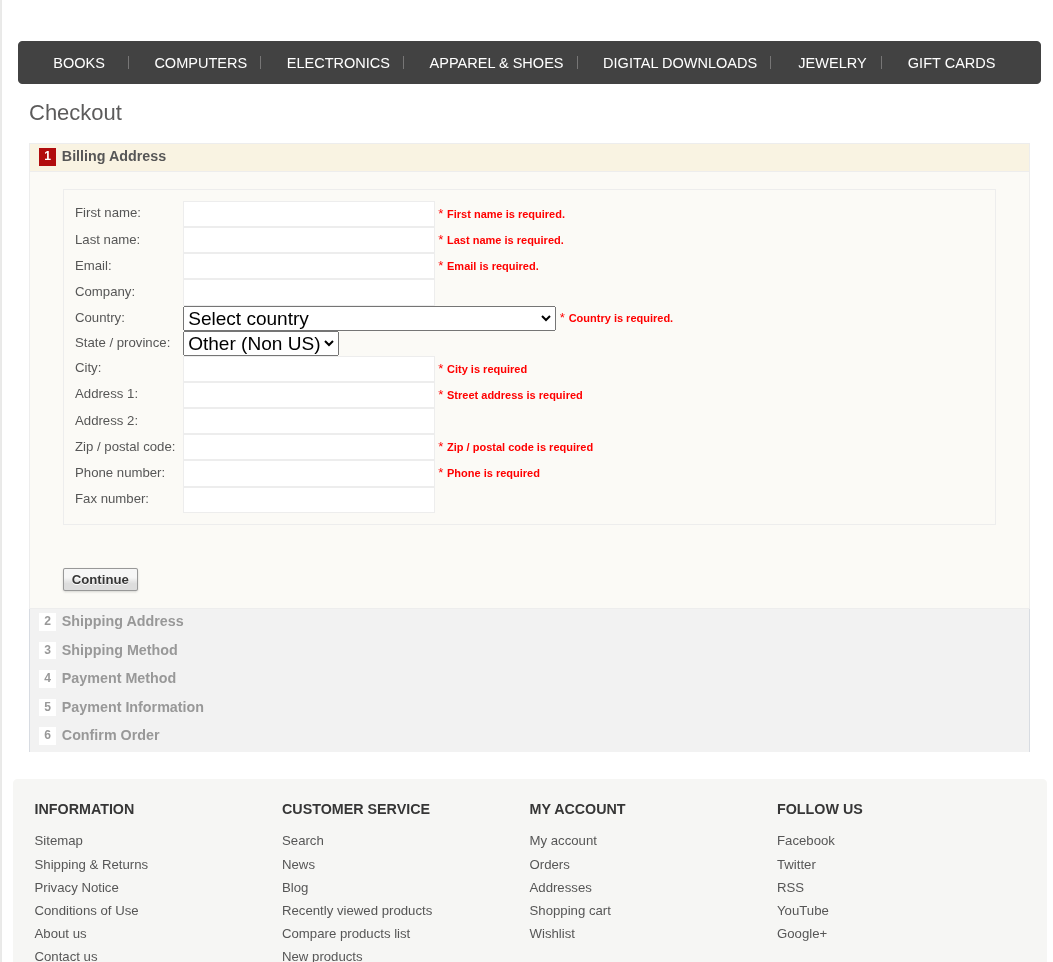 BOOKS COMPUTERS ELECTRONICS APPAREL & SHOES DIGITAL DOWNLOADS JEWELRY GIFT CARDS
Checkout
1 Billing Address
First name: * First name is required.
Last name: * Last name is required.
Email: * Email is required.
Company:
Country: Select country * Country is required.
State / province: Other (Non US)
City: * City is required
Address 1: * Street address is required
Address 2:
Zip / postal code: * Zip / postal code is required
Phone number: * Phone is required
Fax number:
Continue
2 Shipping Address
3 Shipping Method
4 Payment Method
5 Payment Information
6 Confirm Order
INFORMATION CUSTOMER SERVICE MY ACCOUNT FOLLOW US
Sitemap Search My account Facebook
Shipping & Returns News Orders Twitter
Privacy Notice Blog Addresses RSS
Conditions of Use Recently viewed products Shopping cart YouTube
About us Compare products list Wishlist Google+
Contact us New products